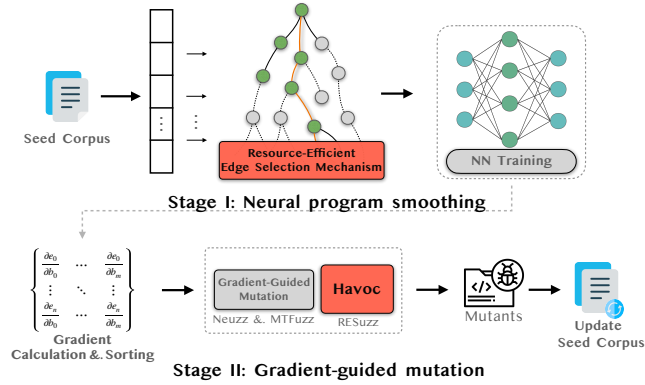 Seed Corpus
Resource-Efficient
Edge Selection Mechanism
NN Training
Stage I: Neural program smoothing
∂e₀/∂b₀ ... ∂e₀/∂bₘ
⋮ ⋱ ⋮
∂eₙ/∂b₀ ... ∂eₙ/∂bₘ
Gradient
Calculation &. Sorting
Gradient-Guided
Mutation
Neuzz &. MTFuzz
Havoc
RESuzz
</>
Mutants
Update
Seed Corpus
Stage II: Gradient-guided mutation